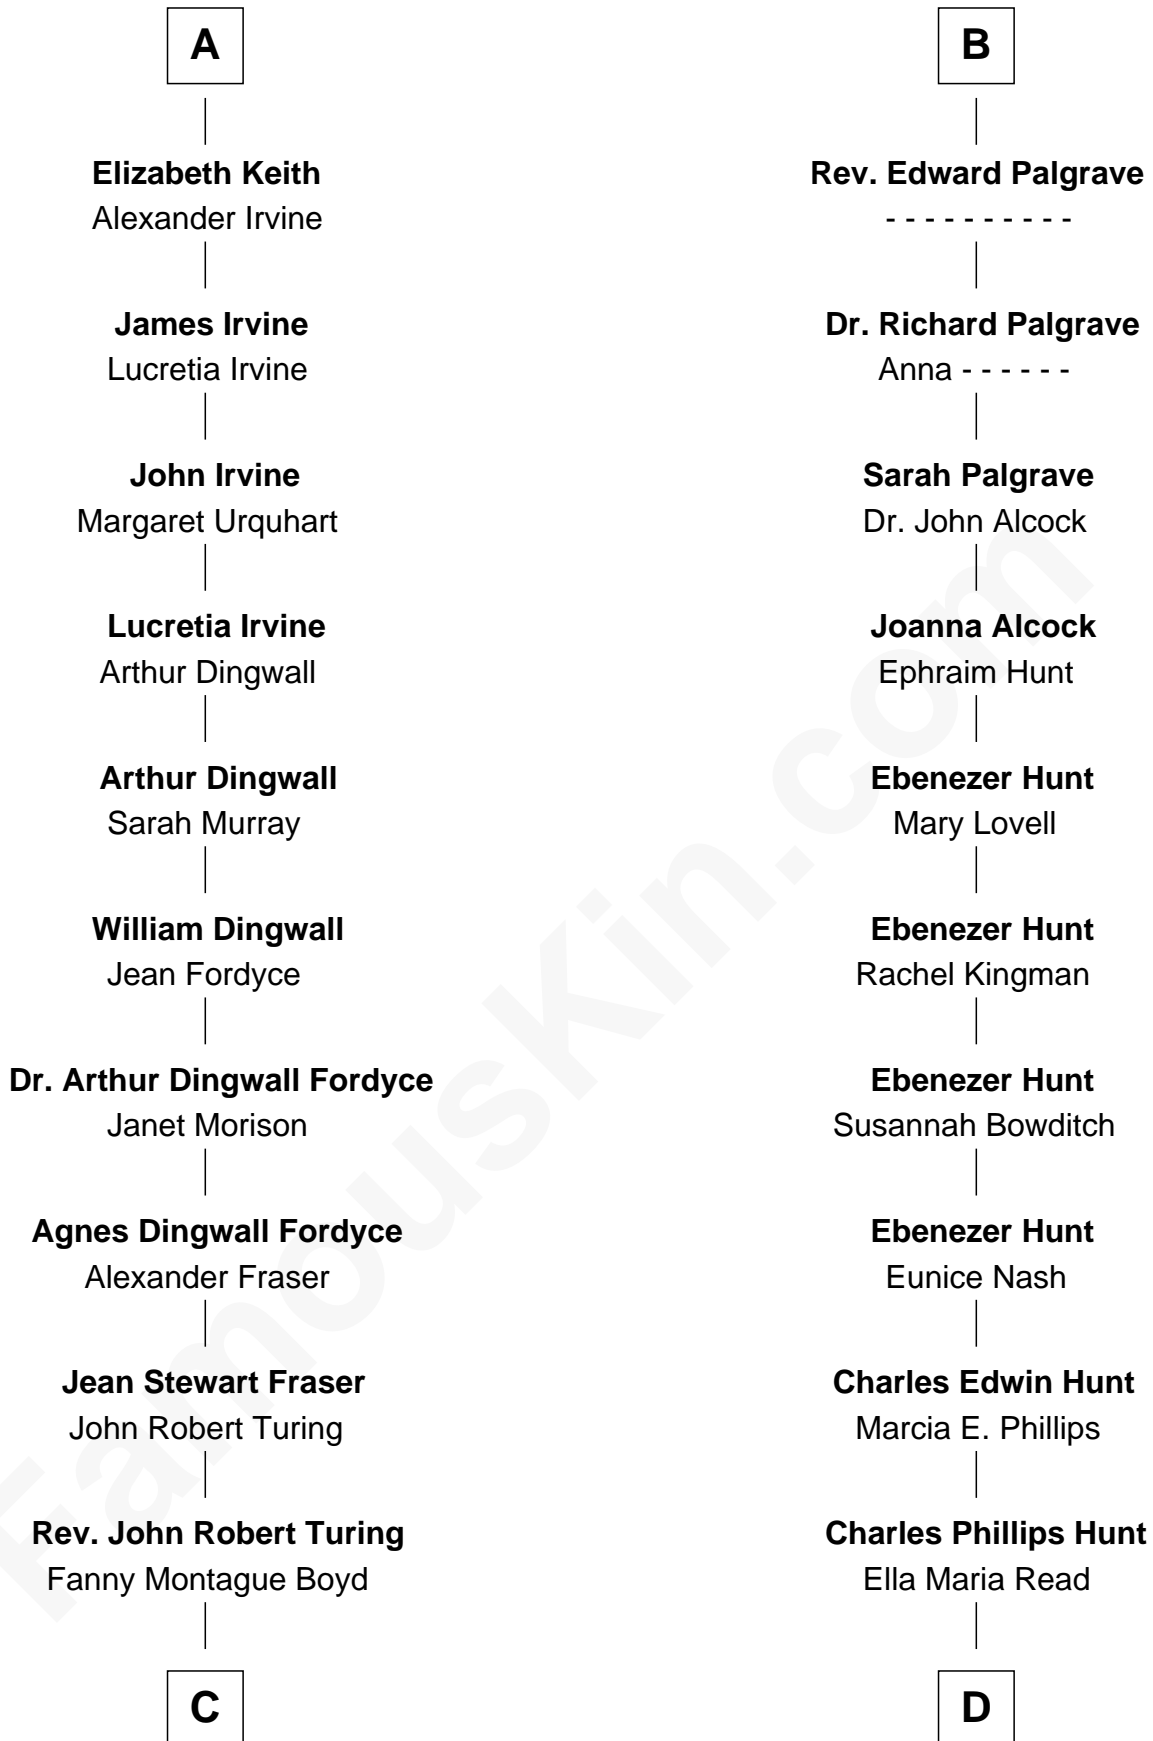 A
Elizabeth Keith
Alexander Irvine
James Irvine
Lucretia Irvine
John Irvine
Margaret Urquhart
Lucretia Irvine
Arthur Dingwall
Arthur Dingwall
Sarah Murray
William Dingwall
Jean Fordyce
Dr. Arthur Dingwall Fordyce
Janet Morison
Agnes Dingwall Fordyce
Alexander Fraser
Jean Stewart Fraser
John Robert Turing
Rev. John Robert Turing
Fanny Montague Boyd
C
B
Rev. Edward Palgrave
- - - - - - - - - -
Dr. Richard Palgrave
Anna - - - - - -
Sarah Palgrave
Dr. John Alcock
Joanna Alcock
Ephraim Hunt
Ebenezer Hunt
Mary Lovell
Ebenezer Hunt
Rachel Kingman
Ebenezer Hunt
Susannah Bowditch
Ebenezer Hunt
Eunice Nash
Charles Edwin Hunt
Marcia E. Phillips
Charles Phillips Hunt
Ella Maria Read
D
FamousKin.com